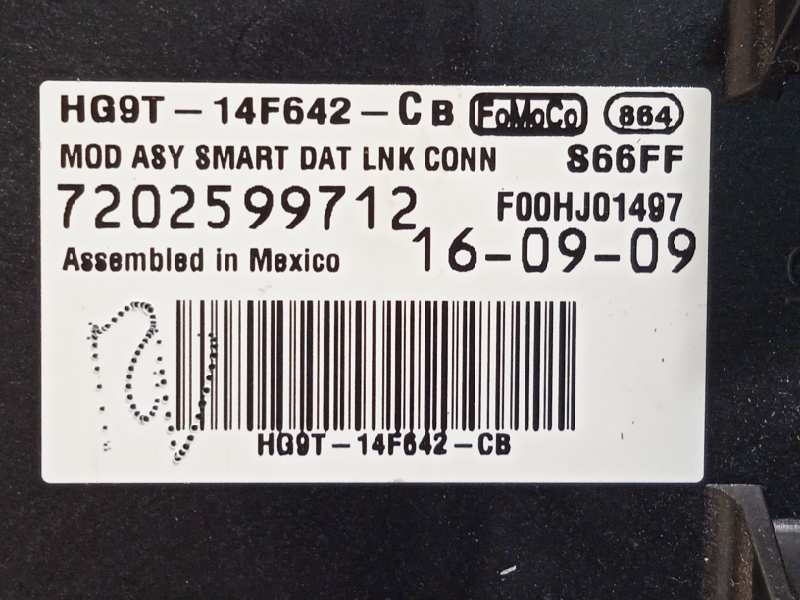 HG9T-14F642-CB FoMoCo 864
MOD ASY SMART DAT LNK CONN S66FF
7202599712 F00HJ01497
Assembled in Mexico 16-09-09
HG9T-14F642-CB